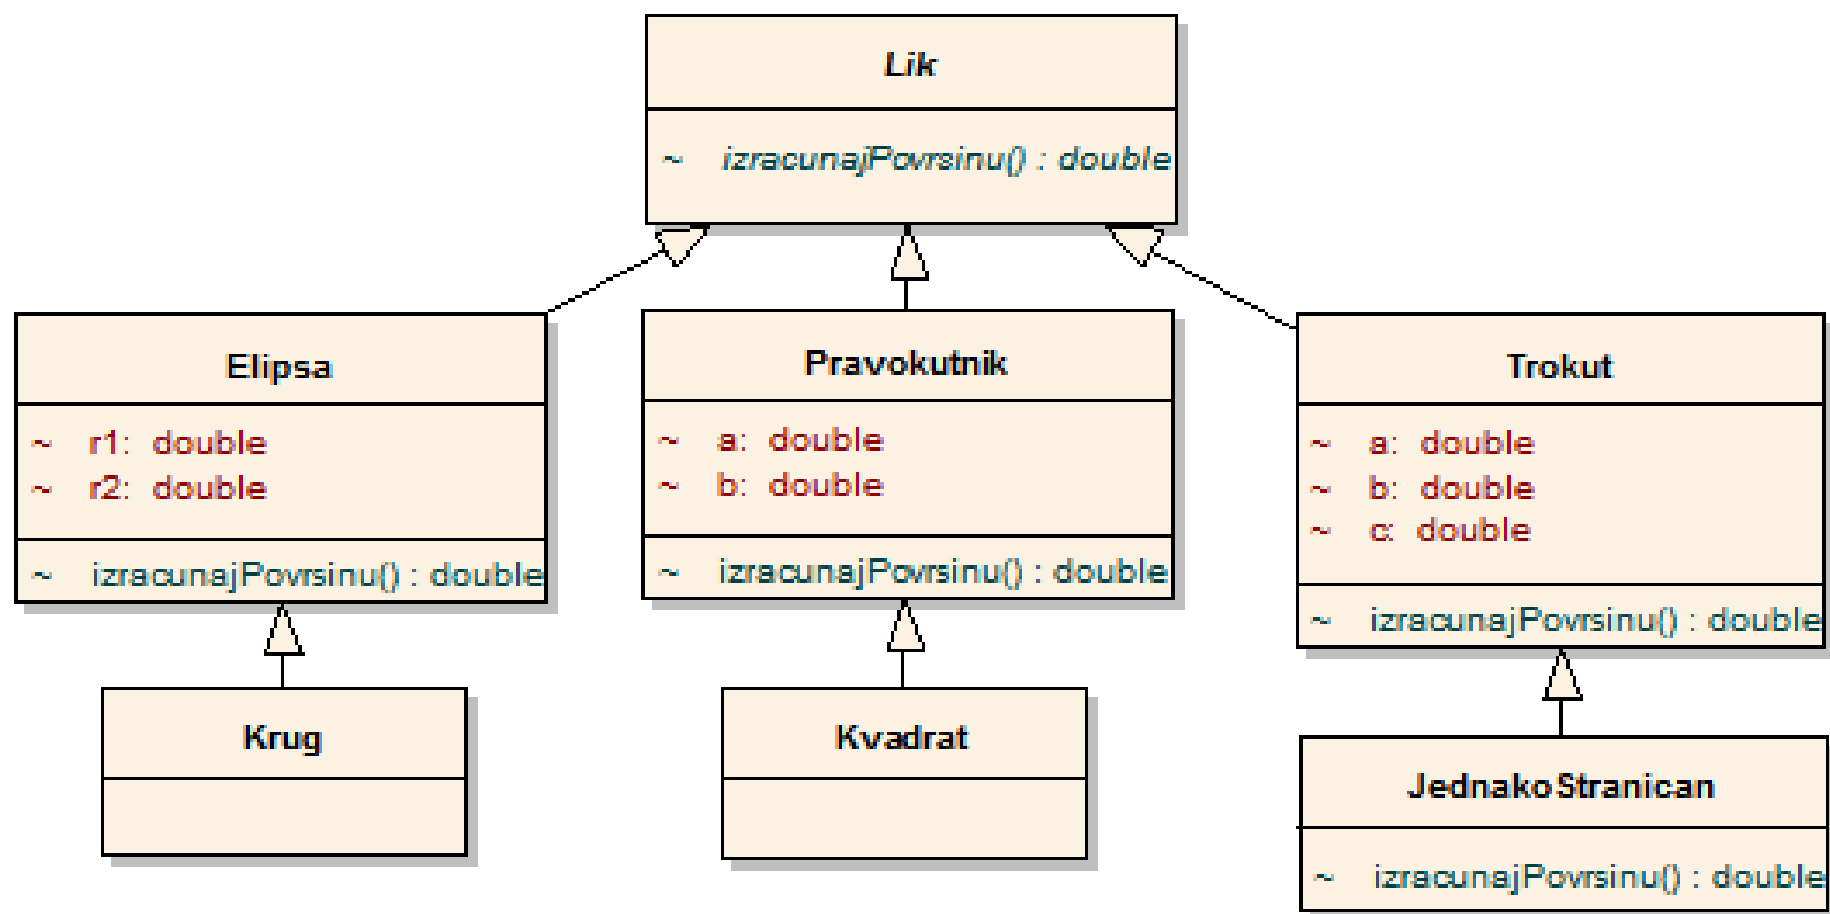 Lik
~ izracunajPovrsinu() : double
Elipsa
~ r1: double
~ r2: double
~ izracunajPovrsinu() : double
Pravokutnik
~ a: double
~ b: double
~ izracunajPovrsinu() : double
Trokut
~ a: double
~ b: double
~ c: double
~ izracunajPovrsinu() : double
Krug
Kvadrat
JednakoStranican
~ izracunajPovrsinu() : double